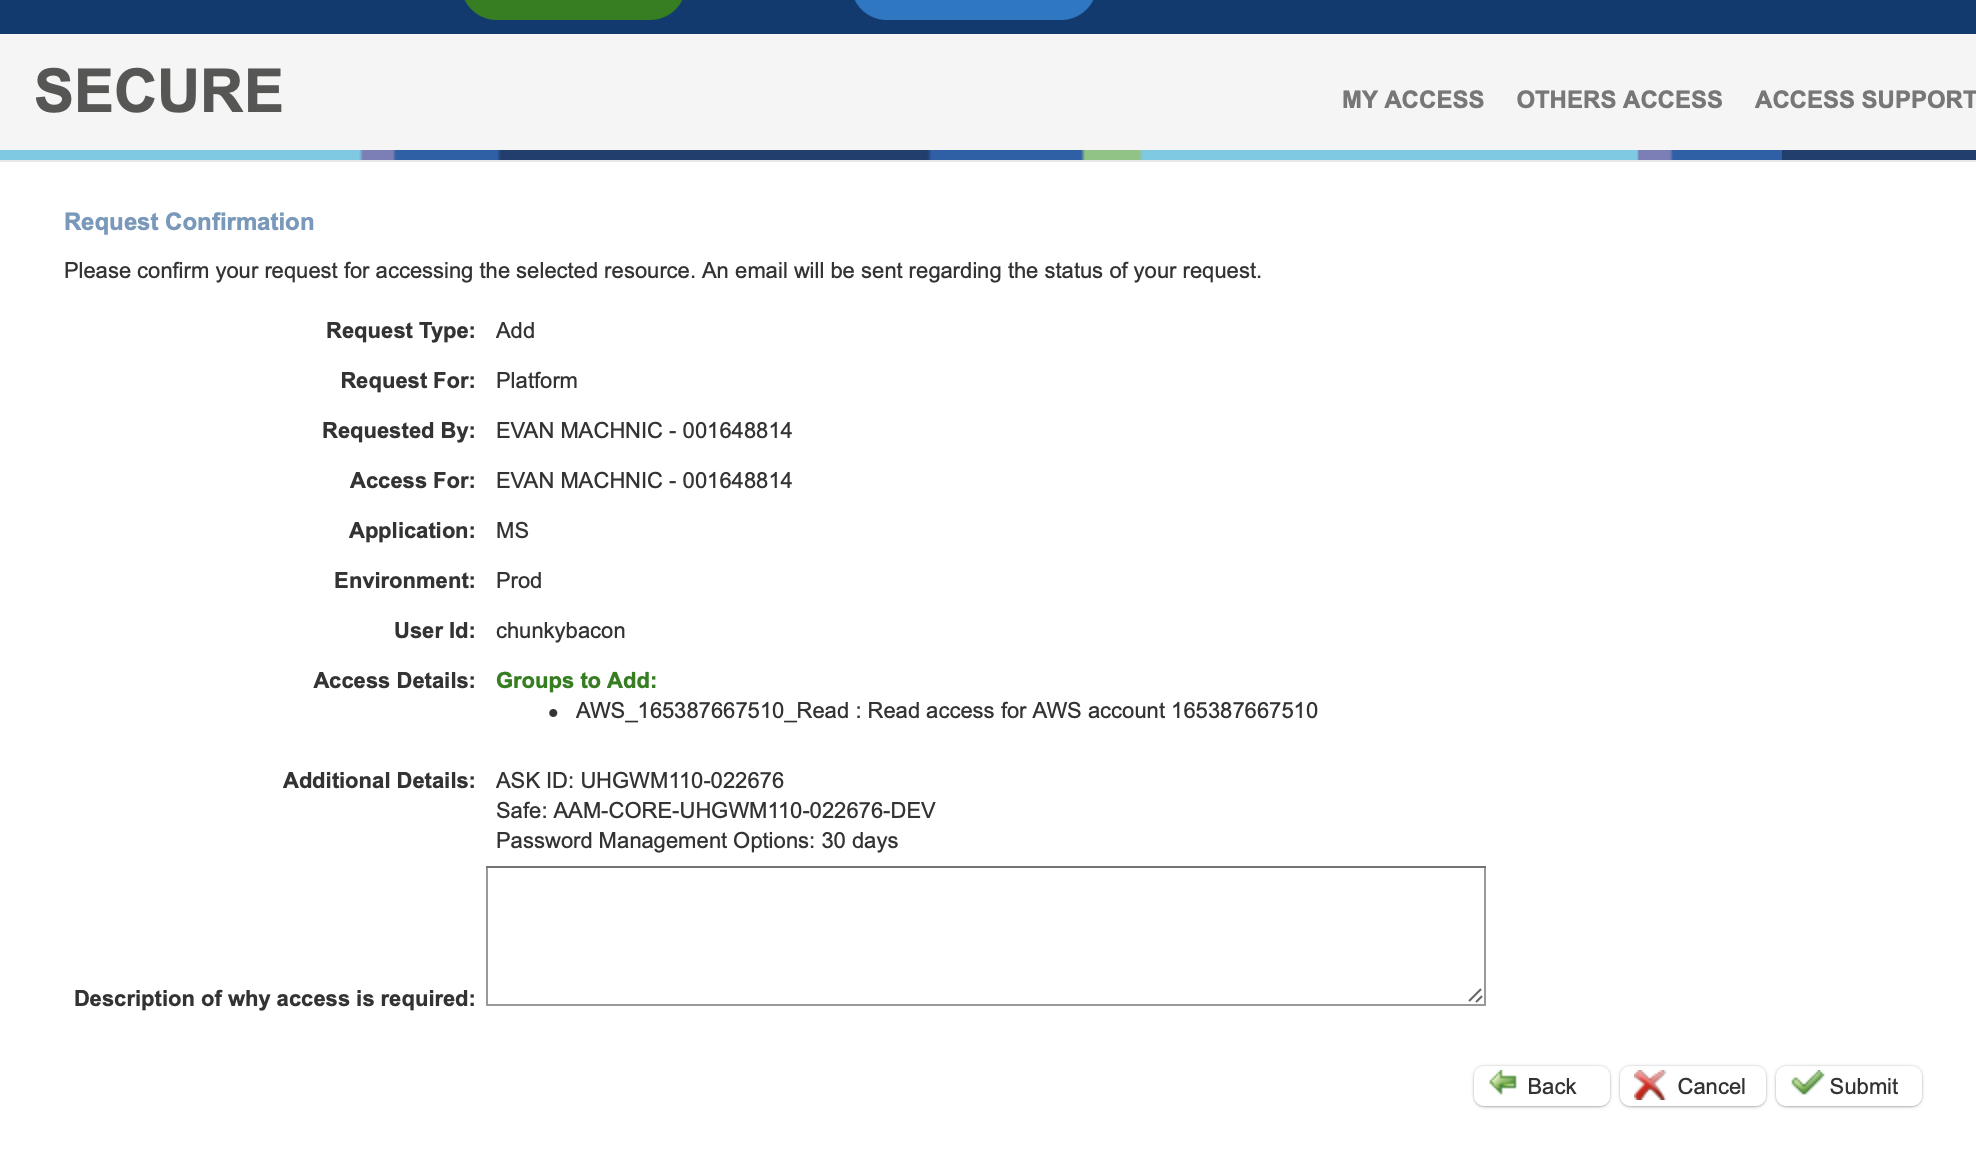 SECURE
MY ACCESS OTHERS ACCESS ACCESS SUPPORT
Request Confirmation
Please confirm your request for accessing the selected resource. An email will be sent regarding the status of your request.
Request Type: Add
Request For: Platform
Requested By: EVAN MACHNIC - 001648814
Access For: EVAN MACHNIC - 001648814
Application: MS
Environment: Prod
User Id: chunkybacon
Access Details: Groups to Add:
• AWS_165387667510_Read : Read access for AWS account 165387667510
Additional Details: ASK ID: UHGWM110-022676
Safe: AAM-CORE-UHGWM110-022676-DEV
Password Management Options: 30 days
Description of why access is required:
Back Cancel Submit